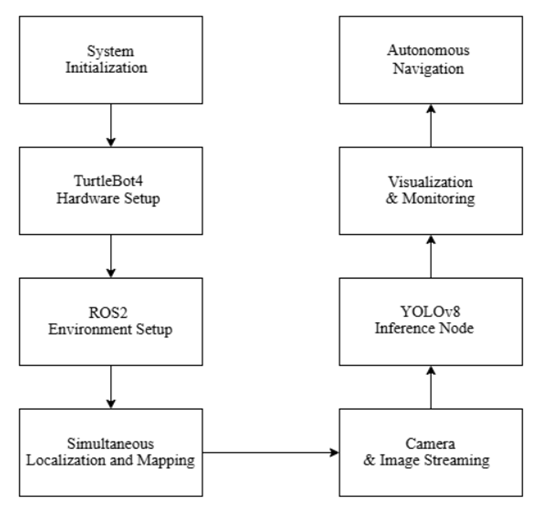 System
Initialization
TurtleBot4
Hardware Setup
ROS2
Environment Setup
Simultaneous
Localization and Mapping
Camera
& Image Streaming
YOLOv8
Inference Node
Visualization
& Monitoring
Autonomous
Navigation